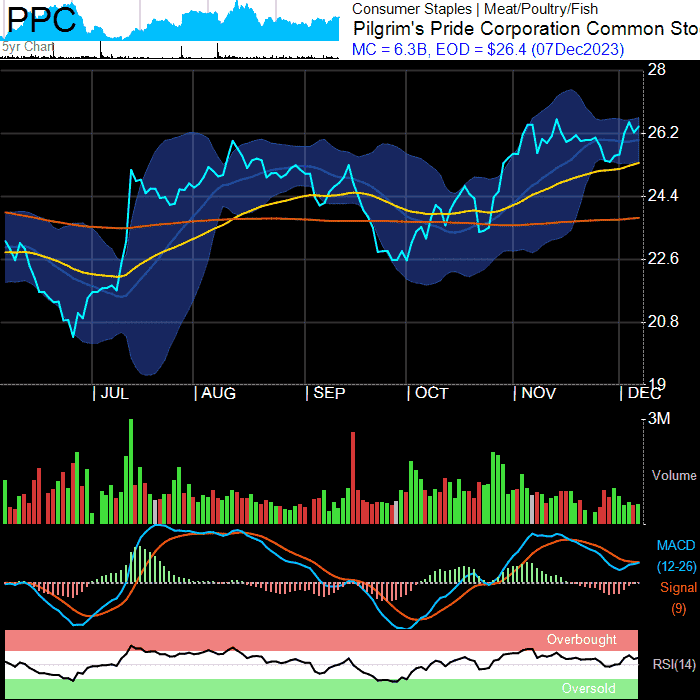 PPC
5yr Chart
Consumer Staples | Meat/Poultry/Fish
Pilgrim's Pride Corporation Common Sto
MC = 6.3B, EOD = $26.4 (07Dec2023)
28
26.2
24.4
22.6
20.8
19
| JUL | AUG | SEP | OCT | NOV | DEC
3M
Volume
MACD
(12-26)
Signal
(9)
Overbought
RSI(14)
Oversold